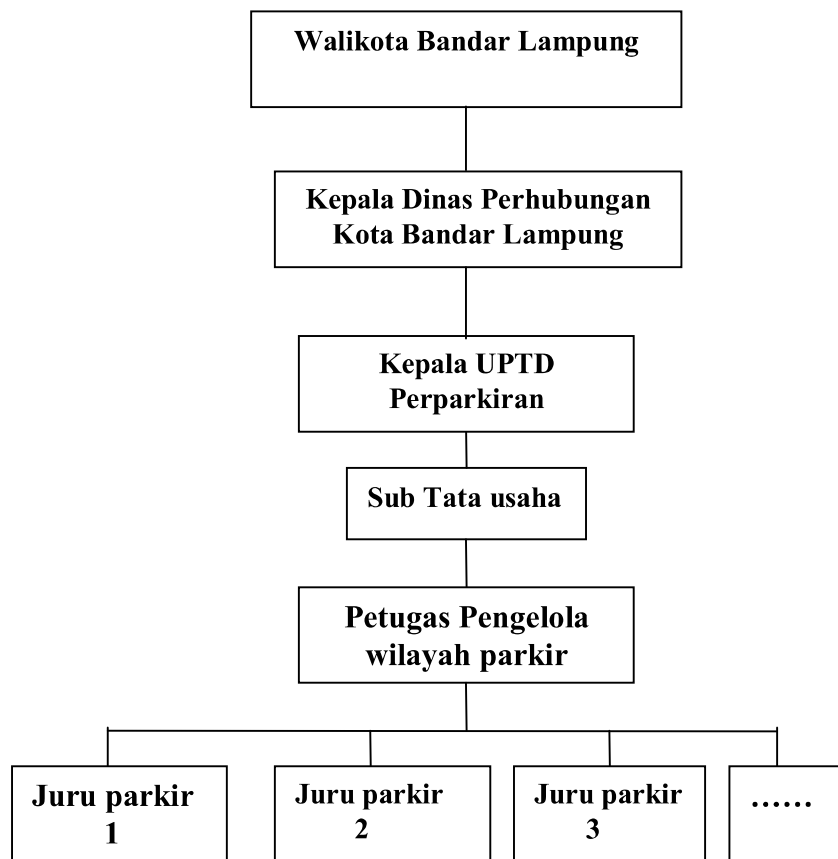 Walikota Bandar Lampung
Kepala Dinas Perhubungan
Kota Bandar Lampung
Kepala UPTD
Perparkiran
Sub Tata usaha
Petugas Pengelola
wilayah parkir
Juru parkir
1
Juru parkir
2
Juru parkir
3
......